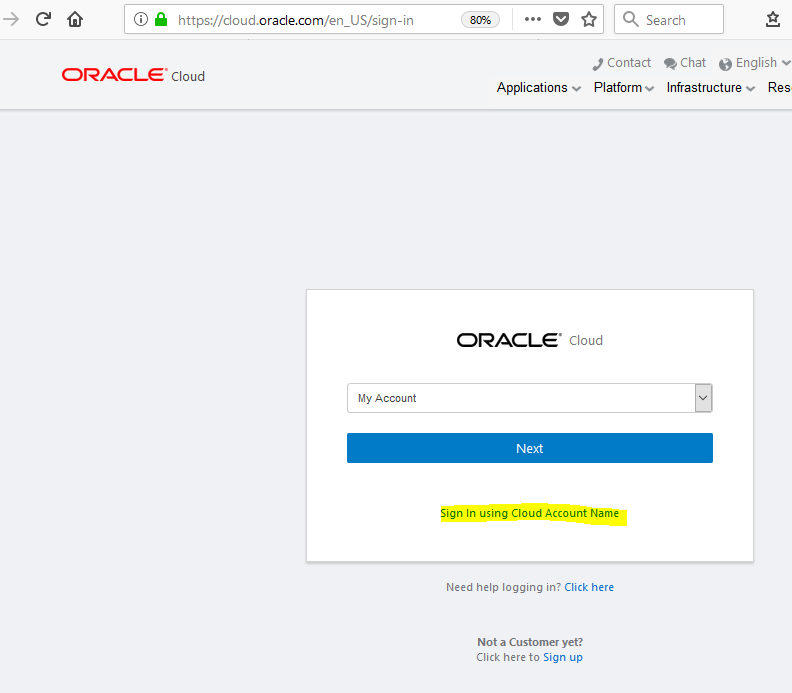 https://cloud.oracle.com/en_US/sign-in 80% Search
ORACLE Cloud
Contact Chat English
Applications Platform Infrastructure Res
ORACLE Cloud
My Account
Next
Sign In using Cloud Account Name
Need help logging in? Click here
Not a Customer yet?
Click here to Sign up